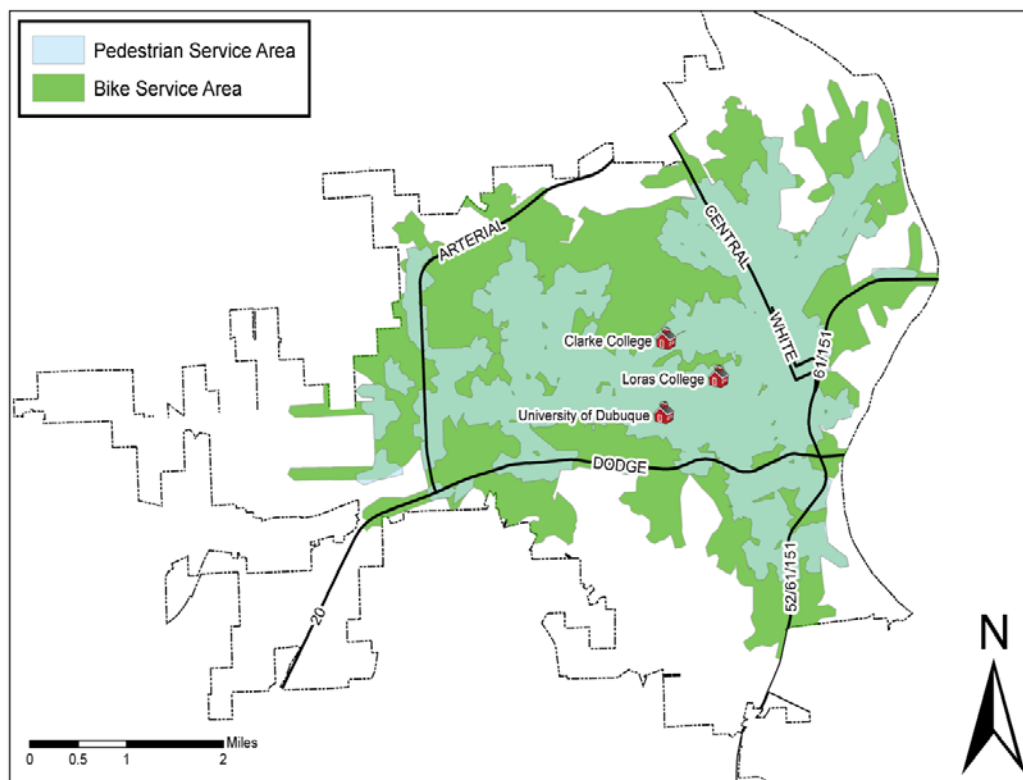 Pedestrian Service Area
Bike Service Area
ARTERIAL
CENTRAL
WHITE
61/151
Clarke College
Loras College
University of Dubuque
DODGE
52/61/151
20
N
Miles
0 0.5 1 2